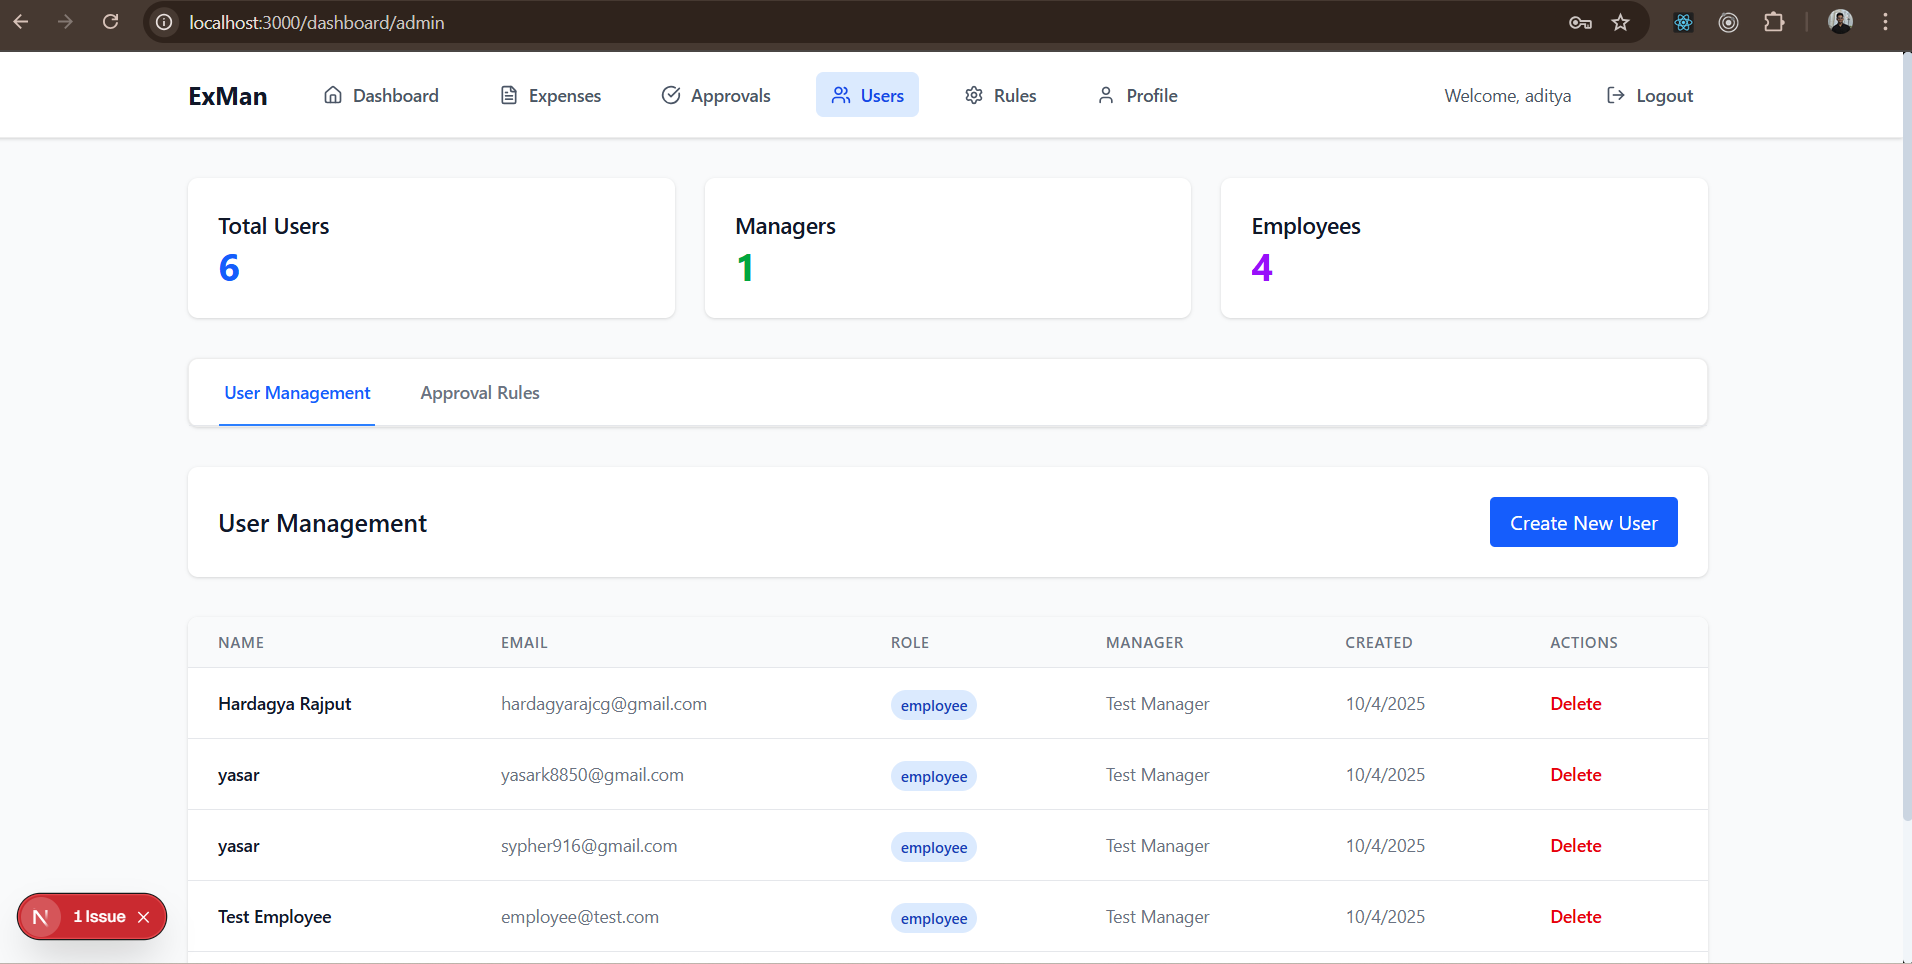 localhost:3000/dashboard/admin
ExMan Dashboard Expenses Approvals Users Rules Profile Welcome, aditya Logout
Total Users Managers Employees
6 1 4
User Management Approval Rules
User Management Create New User
NAME EMAIL ROLE MANAGER CREATED ACTIONS
Hardagya Rajput hardagyarajcg@gmail.com employee Test Manager 10/4/2025 Delete
yasar yasark8850@gmail.com employee Test Manager 10/4/2025 Delete
yasar sypher916@gmail.com employee Test Manager 10/4/2025 Delete
Test Employee employee@test.com employee Test Manager 10/4/2025 Delete
N 1 Issue